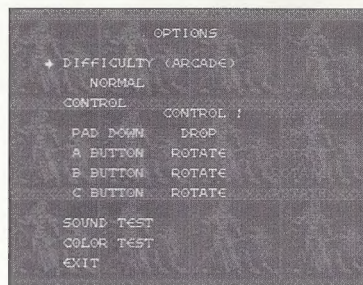 OPTIONS
DIFFICULTY (ARCADE)
NORMAL
CONTROL
CONTROL 1
PAD DOWN DROP
A BUTTON ROTATE
B BUTTON ROTATE
C BUTTON ROTATE
SOUND TEST
COLOR TEST
EXIT